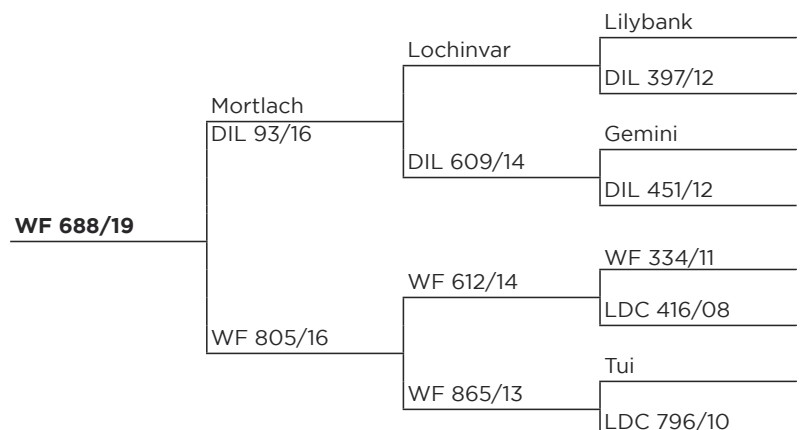 Lilybank
Lochinvar
DIL 397/12
Mortlach
DIL 93/16
Gemini
DIL 609/14
DIL 451/12
WF 688/19
WF 334/11
WF 612/14
LDC 416/08
WF 805/16
Tui
WF 865/13
LDC 796/10